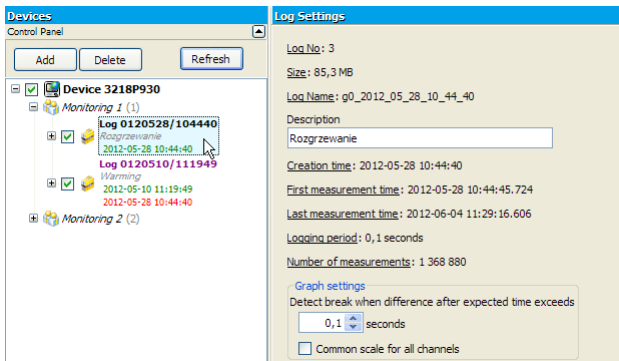 Devices
Control Panel
Add Delete Refresh
Device 3218P930
Monitoring 1 (1)
Log 0120528/104440
Rozgrzewanie
2012-05-28 10:44:40
Log 0120510/111949
Warming
2012-05-10 11:19:49
2012-05-28 10:44:40
Monitoring 2 (2)
Log Settings
Log No: 3
Size: 85,3 MB
Log Name: g0_2012_05_28_10_44_40
Description
Rozgrzewanie
Creation time: 2012-05-28 10:44:40
First measurement time: 2012-05-28 10:44:45.724
Last measurement time: 2012-06-04 11:29:16.606
Logging period: 0,1 seconds
Number of measurements: 1 368 880
Graph settings
Detect break when difference after expected time exceeds
0,1 seconds
Common scale for all channels